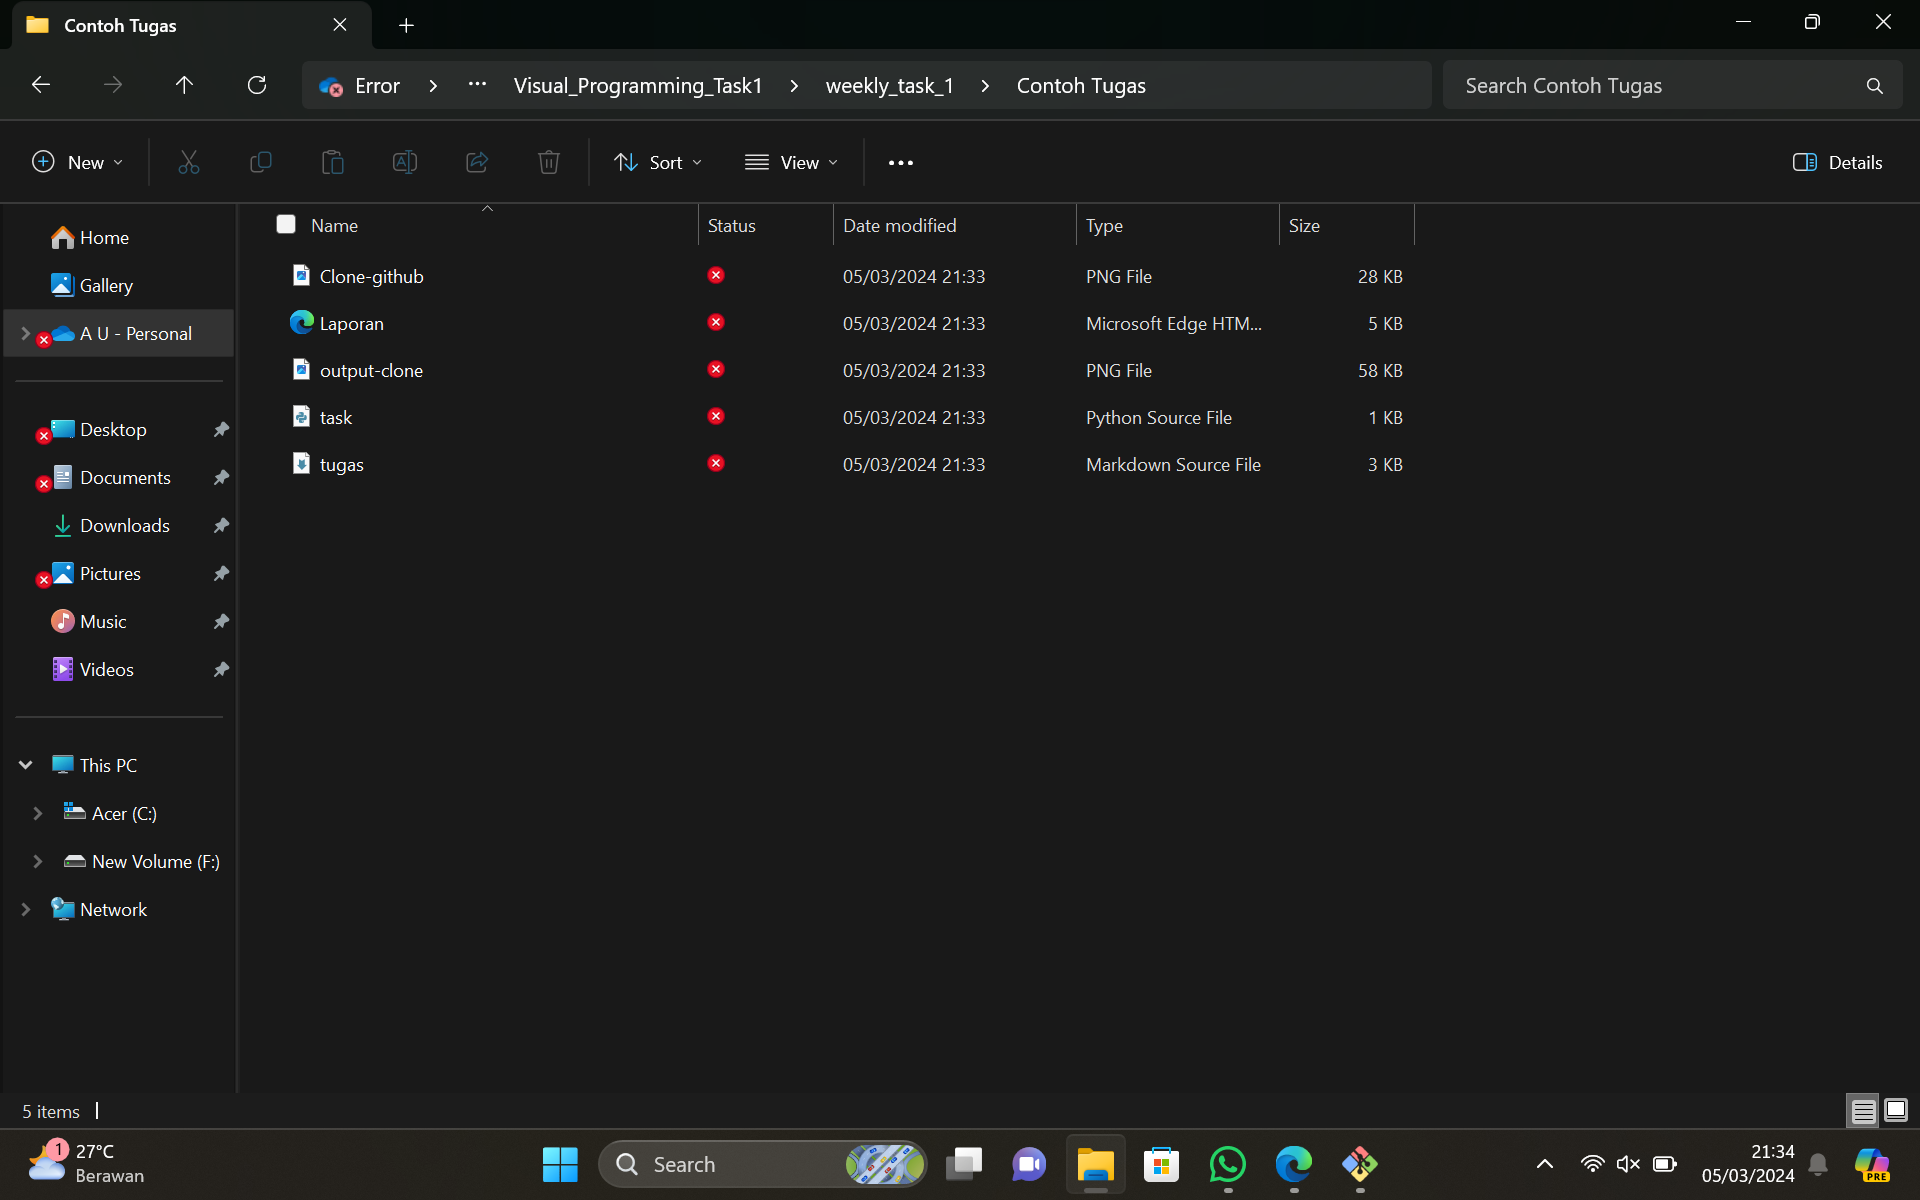 Contoh Tugas
Error > ... Visual_Programming_Task1 > weekly_task_1 > Contoh Tugas
Search Contoh Tugas
New
Sort
View
Details
Name Status Date modified Type Size
Clone-github 05/03/2024 21:33 PNG File 28 KB
Laporan 05/03/2024 21:33 Microsoft Edge HTM... 5 KB
output-clone 05/03/2024 21:33 PNG File 58 KB
task 05/03/2024 21:33 Python Source File 1 KB
tugas 05/03/2024 21:33 Markdown Source File 3 KB
Home
Gallery
A U - Personal
Desktop
Documents
Downloads
Pictures
Music
Videos
This PC
Acer (C:)
New Volume (F:)
Network
5 items
1
27°C
Berawan
Search
21:34
05/03/2024
PRE